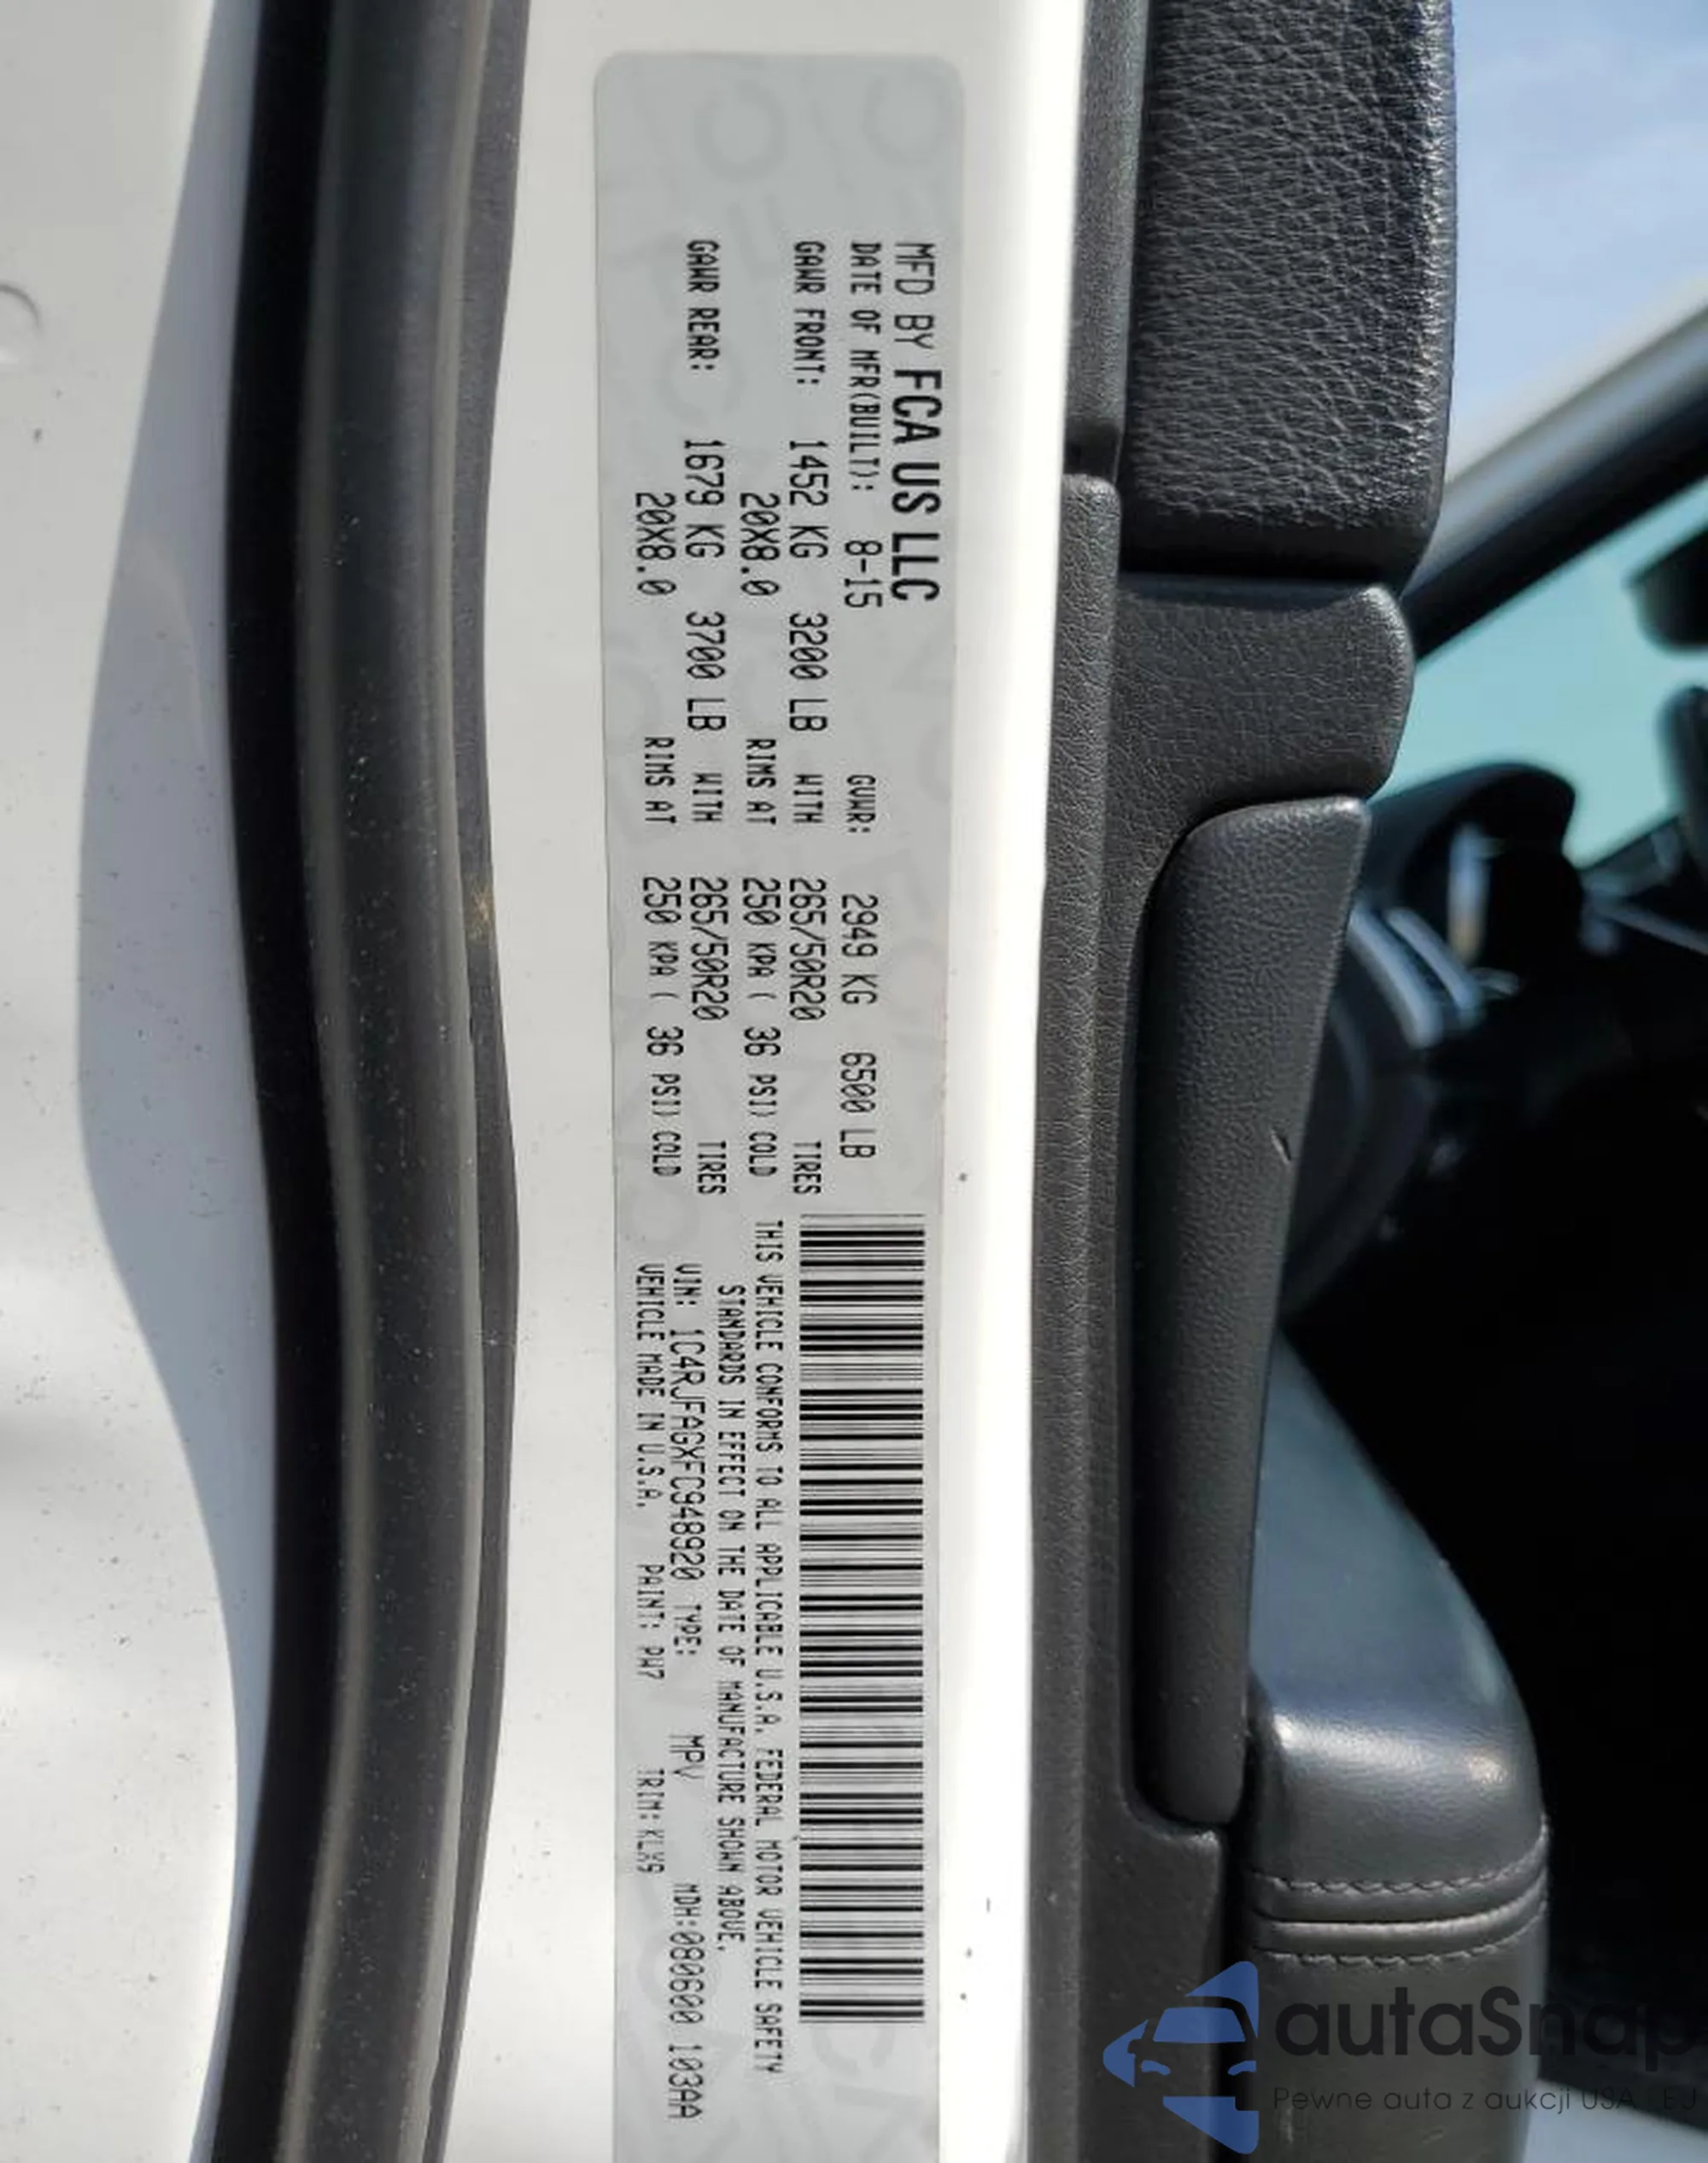 MFD BY FCA US LLC
DATE OF MFR(BUILT): 8-15 GVWR: 2949 KG 6500 LB
GAWR FRONT: 1452 KG 3200 LB WITH 265/50R20 TIRES
20X8.0 RIMS AT 250 KPA ( 36 PSI) COLD
GAWR REAR: 1679 KG 3700 LB WITH 265/50R20 TIRES
20X8.0 RIMS AT 250 KPA ( 36 PSI) COLD
THIS VEHICLE CONFORMS TO ALL APPLICABLE U.S.A. FEDERAL MOTOR VEHICLE SAFETY
STANDARDS IN EFFECT ON THE DATE OF MANUFACTURE SHOWN ABOVE.
VIN: 1C4RJFAGXFC948920 TYPE: MPV MDH:080600 103AA
VEHICLE MADE IN U.S.A. PAINT: PW7 TRIM:KLX9
autaSnap
Pewne auta z aukcji USA